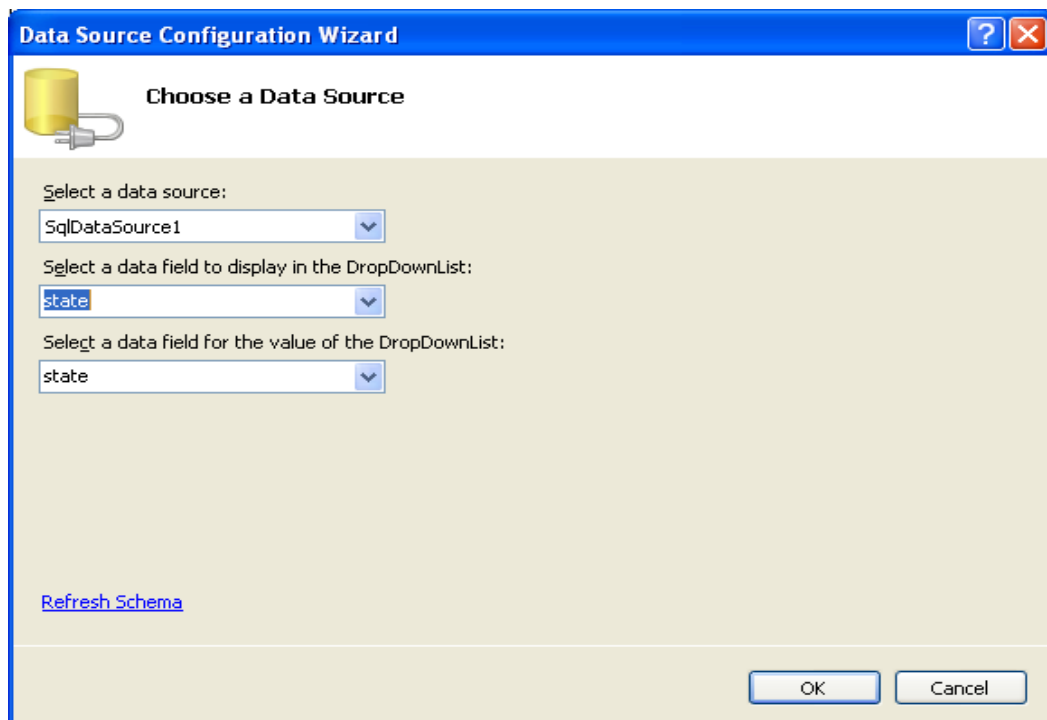 Data Source Configuration Wizard
Choose a Data Source
Select a data source:
SqlDataSource1
Select a data field to display in the DropDownList:
state
Select a data field for the value of the DropDownList:
state
Refresh Schema
OK Cancel